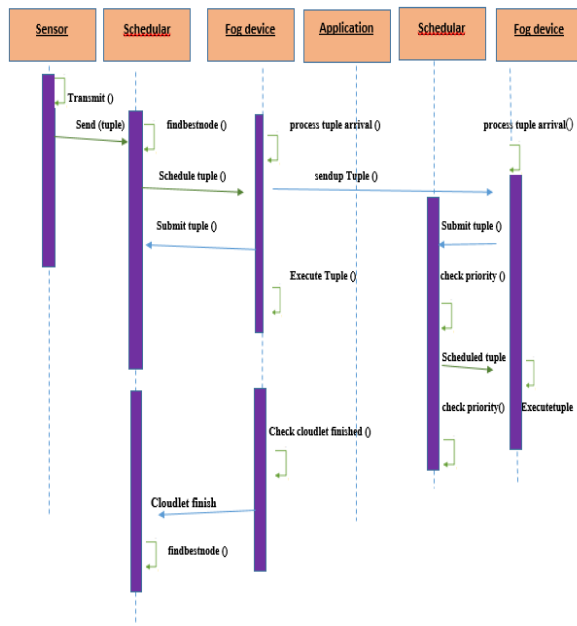 Sensor
Schedular
Fog device
Application
Schedular
Fog device
Transmit ()
Send (tuple)
findbestnode ()
process tuple arrival ()
process tuple arrival()
Schedule tuple ()
sendup Tuple ()
Submit tuple ()
Submit tuple ()
Execute Tuple ()
check priority ()
Scheduled tuple
check priority()
Executetuple
Check cloudlet finished ()
Cloudlet finish
findbestnode ()